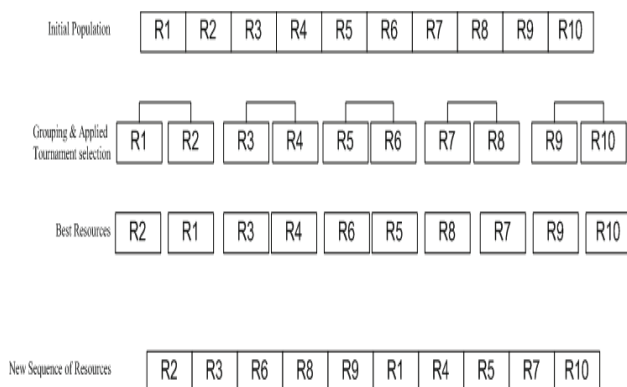 Initial Population R1 R2 R3 R4 R5 R6 R7 R8 R9 R10
Grouping & Applied
Tournament selection
R1 R2 R3 R4 R5 R6 R7 R8 R9 R10
Best Resources R2 R1 R3 R4 R6 R5 R8 R7 R9 R10
New Sequence of Resources R2 R3 R6 R8 R9 R1 R4 R5 R7 R10